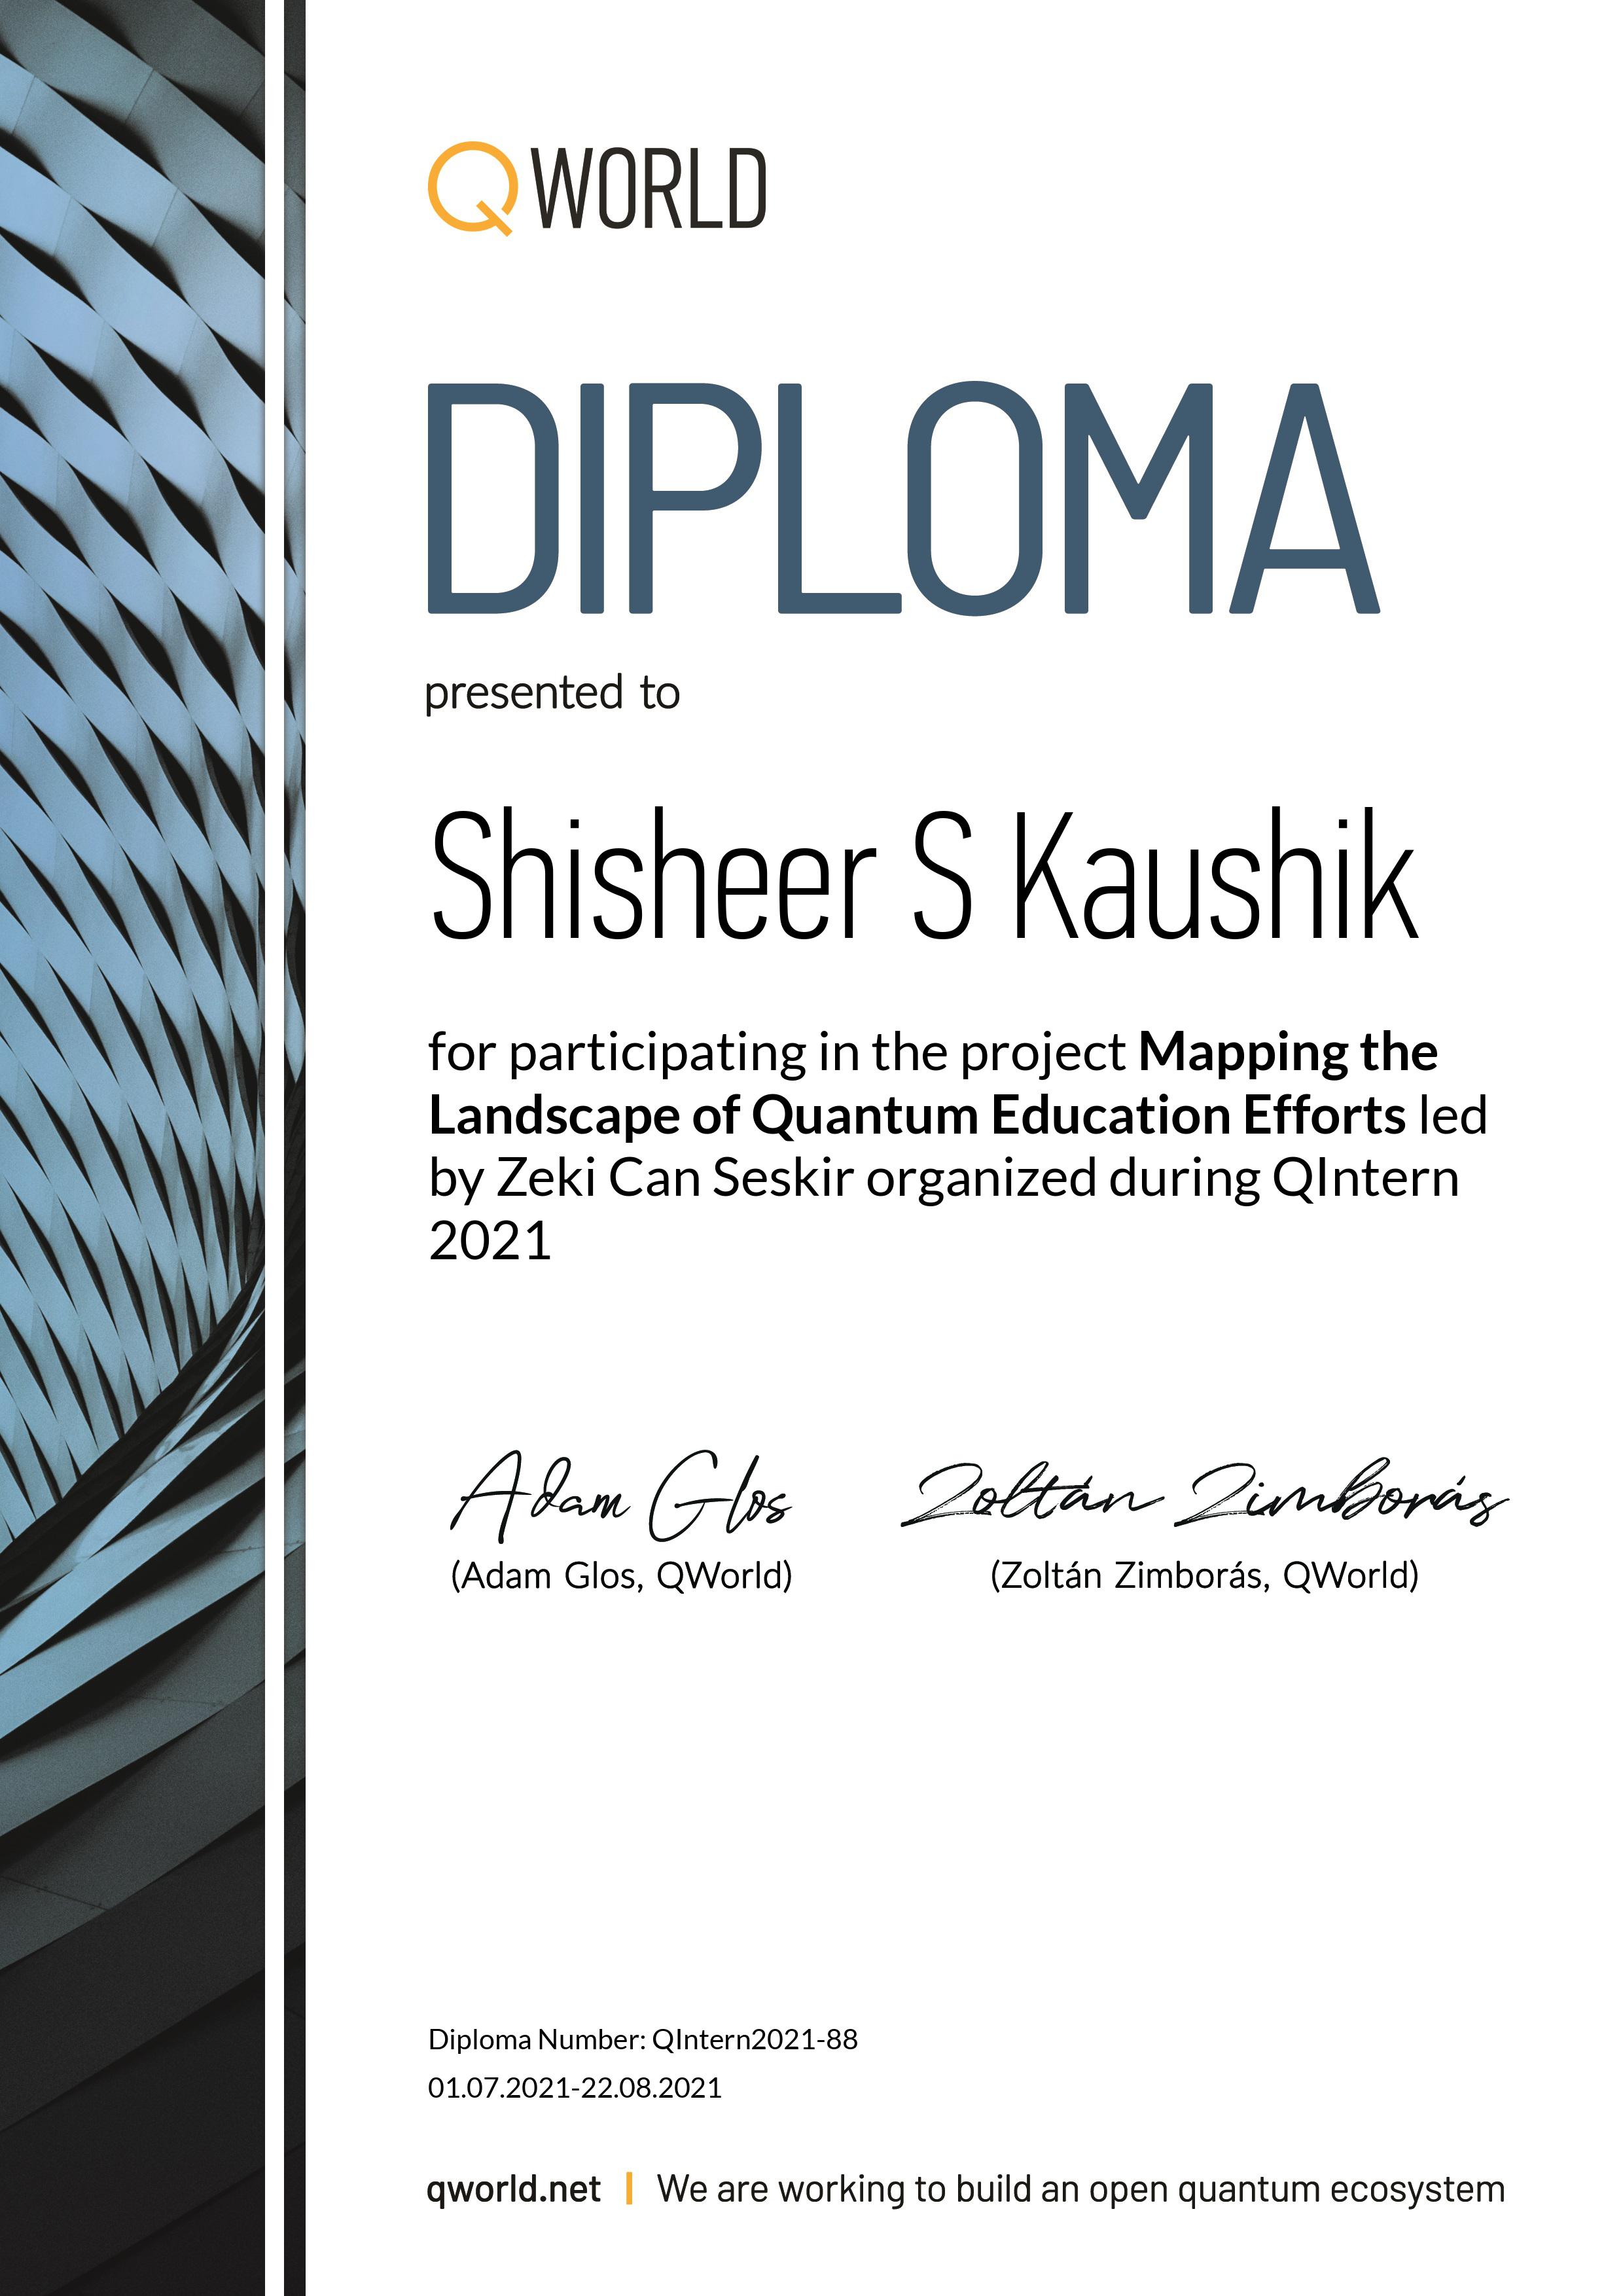 QWORLD
DIPLOMA
presented to
Shisheer S Kaushik
for participating in the project Mapping the
Landscape of Quantum Education Efforts led
by Zeki Can Seskir organized during QIntern
2021
Adam Glos Zoltán Zimborás
(Adam Glos, QWorld) (Zoltán Zimborás, QWorld)
Diploma Number: QIntern2021-88
01.07.2021-22.08.2021
qworld.net | We are working to build an open quantum ecosystem